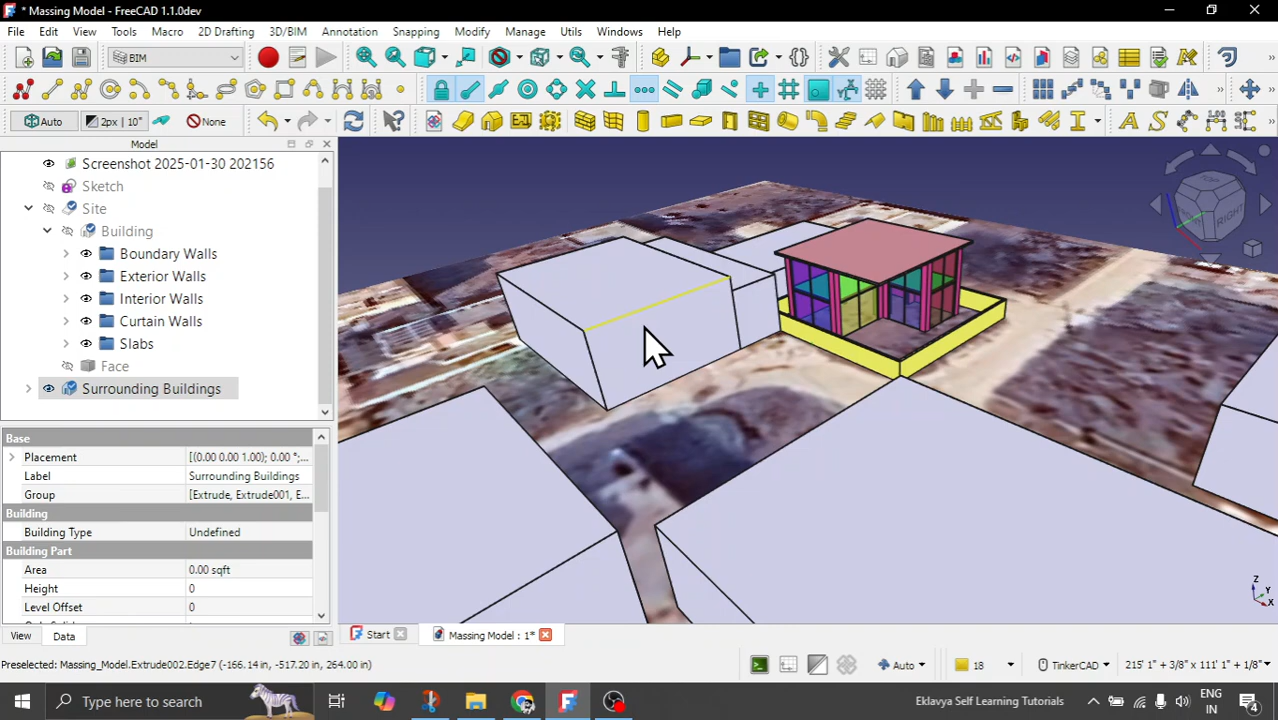 * Massing Model - FreeCAD 1.1.0dev
File Edit View Tools Macro 2D Drafting 3D/BIM Annotation Snapping Modify Manage Utils Windows Help
BIM
Auto 2px | 10" None
Model
Screenshot 2025-01-30 202156
Sketch
Site
Building
Boundary Walls
Exterior Walls
Interior Walls
Curtain Walls
Slabs
Face
Surrounding Buildings
Base
Placement [(0.00 0.00 1.00); 0.00 °;...
Label Surrounding Buildings
Group [Extrude, Extrude001, E...
Building
Building Type Undefined
Building Part
Area 0.00 sqft
Height 0
Level Offset 0
View Data
TOP
RIGHT
Z
Y
X
Start Massing Model : 1*
Preselected: Massing_Model.Extrude002.Edge7 (-166.14 in, -517.20 in, 264.00 in)
Auto 18 TinkerCAD 215' 1" + 3/8" x 111' 1" + 1/8"
Type here to search
Eklavya Self Learning Tutorials
ENG
IN
4